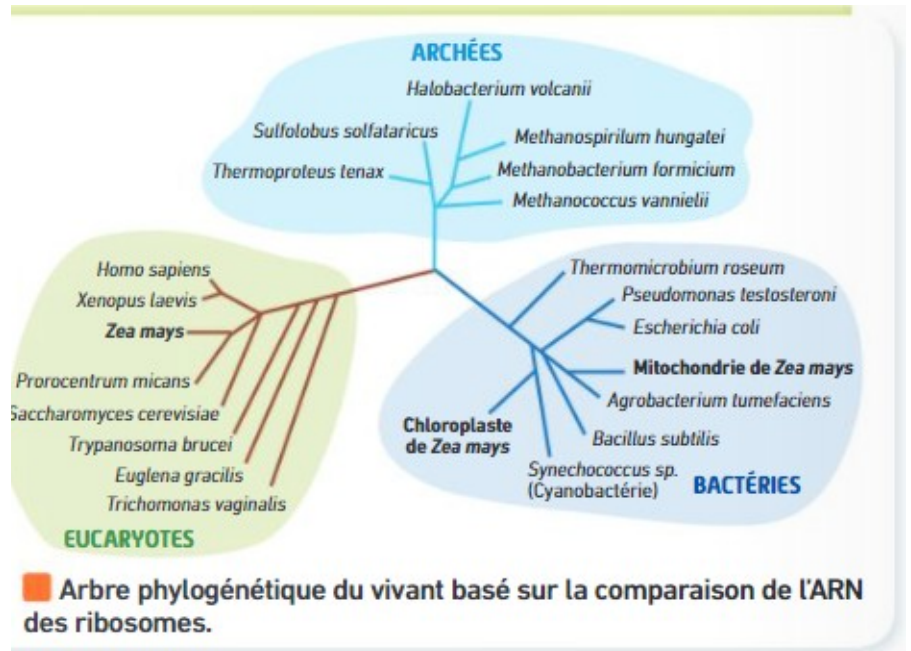 ARCHÉES
Halobacterium volcanii
Sulfolobus solfataricus
Methanospirilum hungatei
Thermoproteus tenax
Methanobacterium formicium
Methanococcus vannielii
Homo sapiens
Xenopus laevis
Zea mays
Prorocentrum micans
Saccharomyces cerevisiae
Trypanosoma brucei
Euglena gracilis
Trichomonas vaginalis
EUCARYOTES
Thermomicrobium roseum
Pseudomonas testosteroni
Escherichia coli
Mitochondrie de Zea mays
Agrobacterium tumefaciens
Chloroplaste
de Zea mays
Bacillus subtilis
Synechococcus sp.
(Cyanobactérie)
BACTÉRIES
Arbre phylogénétique du vivant basé sur la comparaison de l'ARN
des ribosomes.